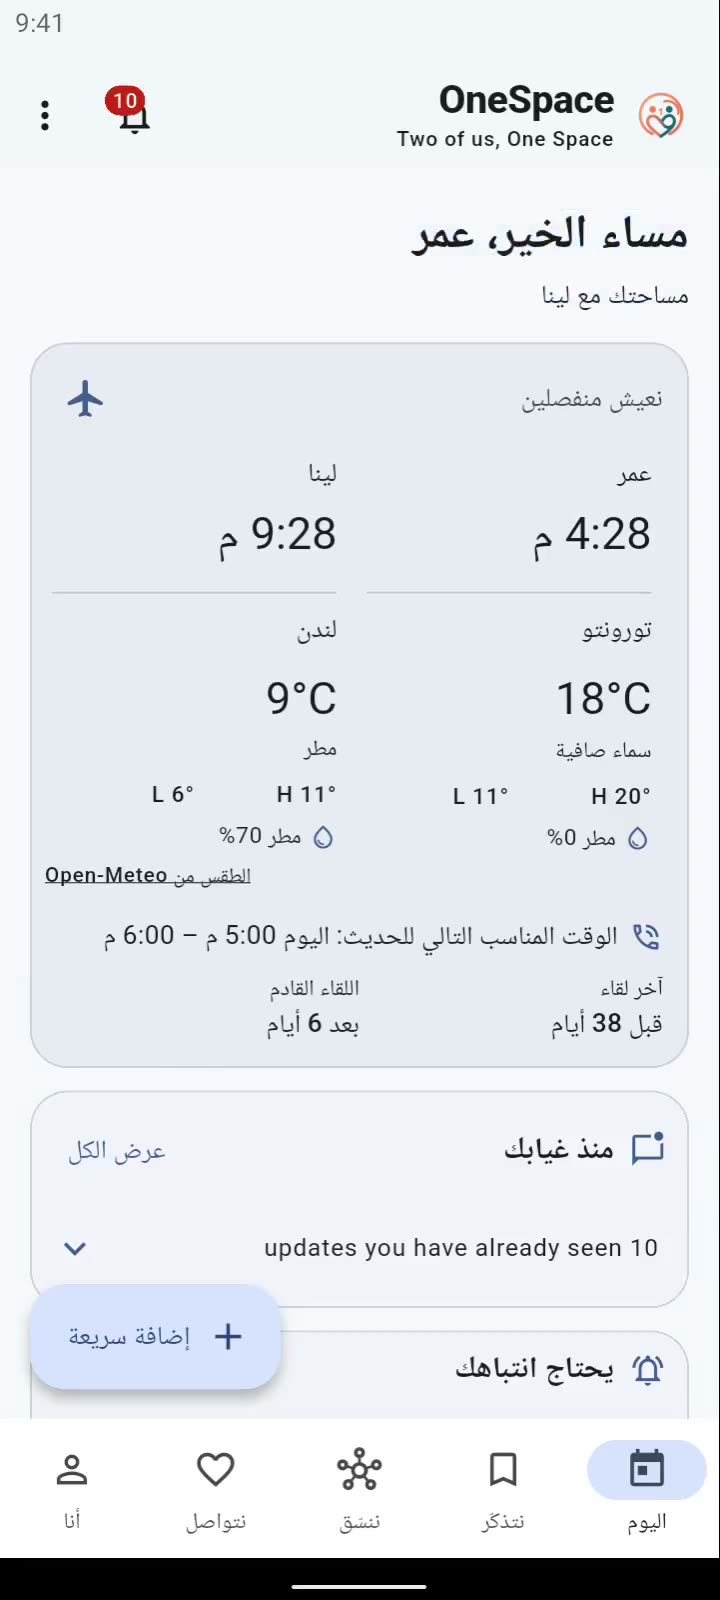 9:41
OneSpace
Two of us, One Space
10
مساء الخير، عمر
مساحتك مع لينا
نعيش منفصلين
عمر
4:28 م
لينا
9:28 م
تورونتو
18°C
سماء صافية
H 20° L 11°
مطر 0%
لندن
9°C
مطر
H 11° L 6°
مطر 70%
الطقس من Open-Meteo
الوقت المناسب التالي للحديث: اليوم 5:00 م – 6:00 م
آخر لقاء
قبل 38 أيام
اللقاء القادم
بعد 6 أيام
منذ غيابك
عرض الكل
10 updates you have already seen
إضافة سريعة
يحتاج انتباهك
اليوم
نتذكّر
ننسّق
نتواصل
أنا